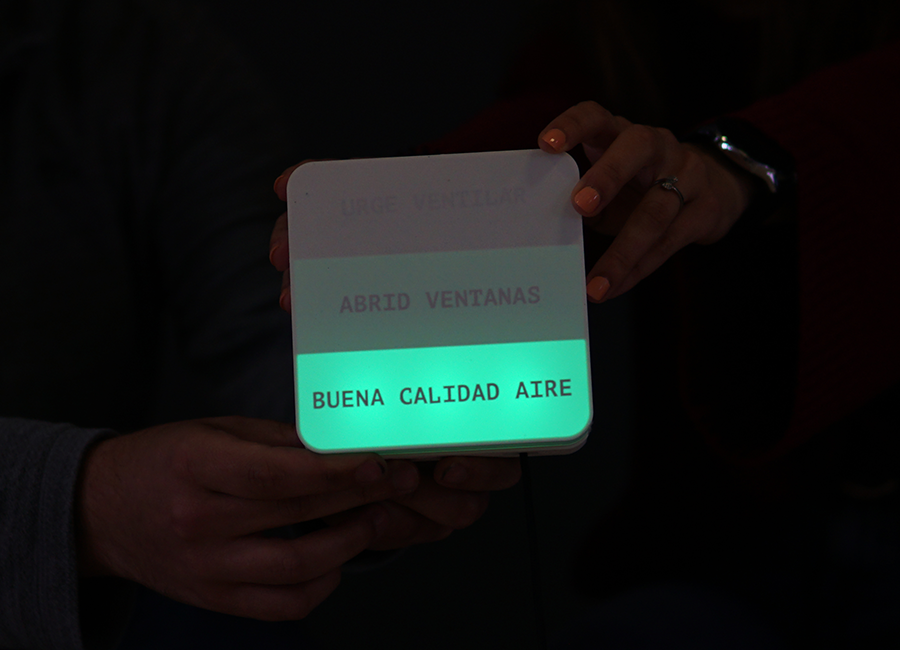 URGE VENTILAR
ABRID VENTANAS
BUENA CALIDAD AIRE